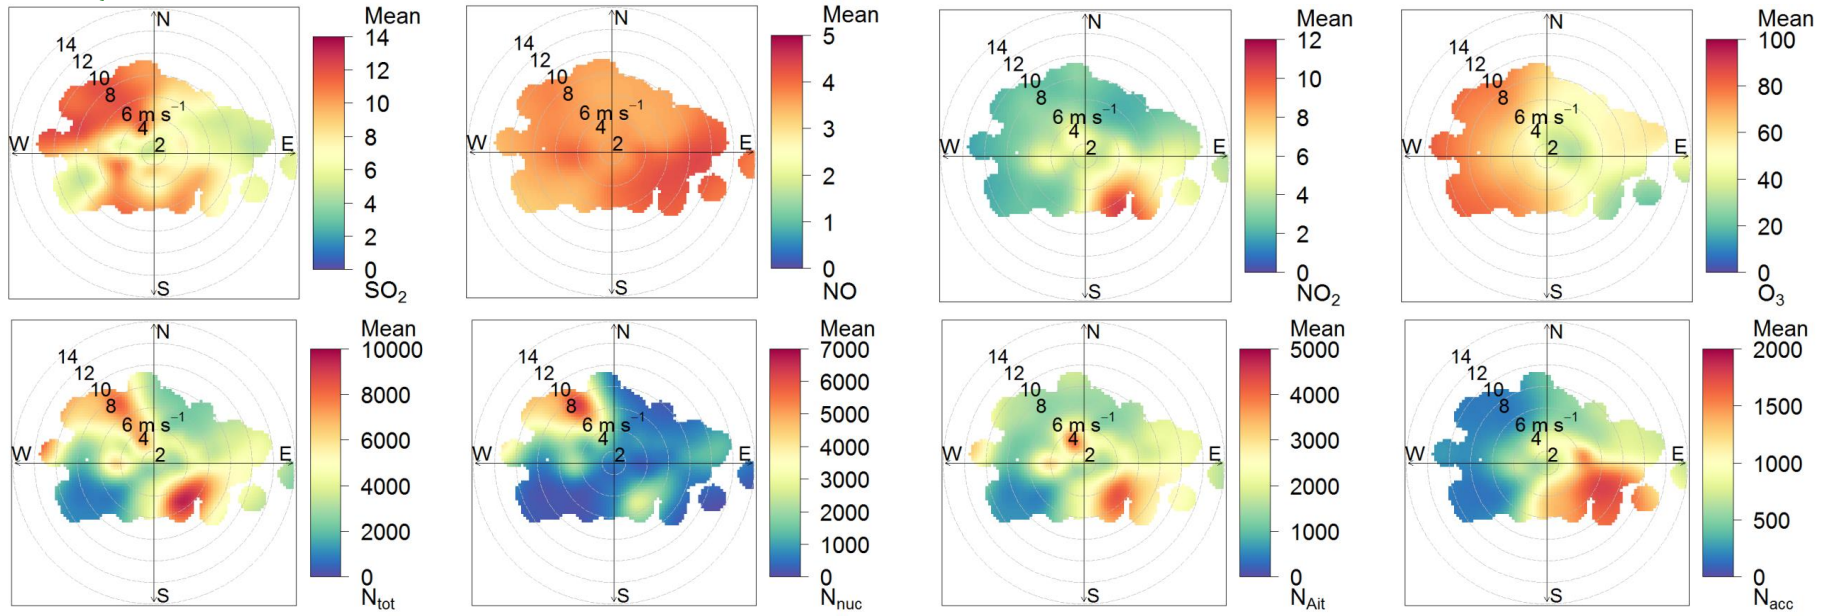 Mean
N
14
14
12
12
10
10
8
8
6 m s⁻¹
4
W
2
E
6
4
2
0
S
SO₂
Mean
N
5
14
12
4
10
8
3
6 m s⁻¹
4
W
2
E
2
1
0
S
NO
Mean
N
12
14
12
10
10
8
8
6 m s⁻¹
4
W
2
E
6
4
2
0
S
NO₂
Mean
N
100
14
12
80
10
8
60
6 m s⁻¹
4
W
2
E
40
20
0
S
O₃
Mean
N
10000
14
12
8000
10
8
6000
6 m s⁻¹
4
W
2
E
4000
2000
0
S
Nₜₒₜ
Mean
N
7000
14
6000
12
10
5000
8
4000
6 m s⁻¹
4
W
2
E
3000
2000
1000
0
S
Nnuc
Mean
N
5000
14
12
4000
10
8
3000
6 m s⁻¹
4
W
2
E
2000
1000
0
S
NAit
Mean
N
2000
14
12
1500
10
8
6 m s⁻¹
4
W
2
E
1000
500
0
S
Nacc